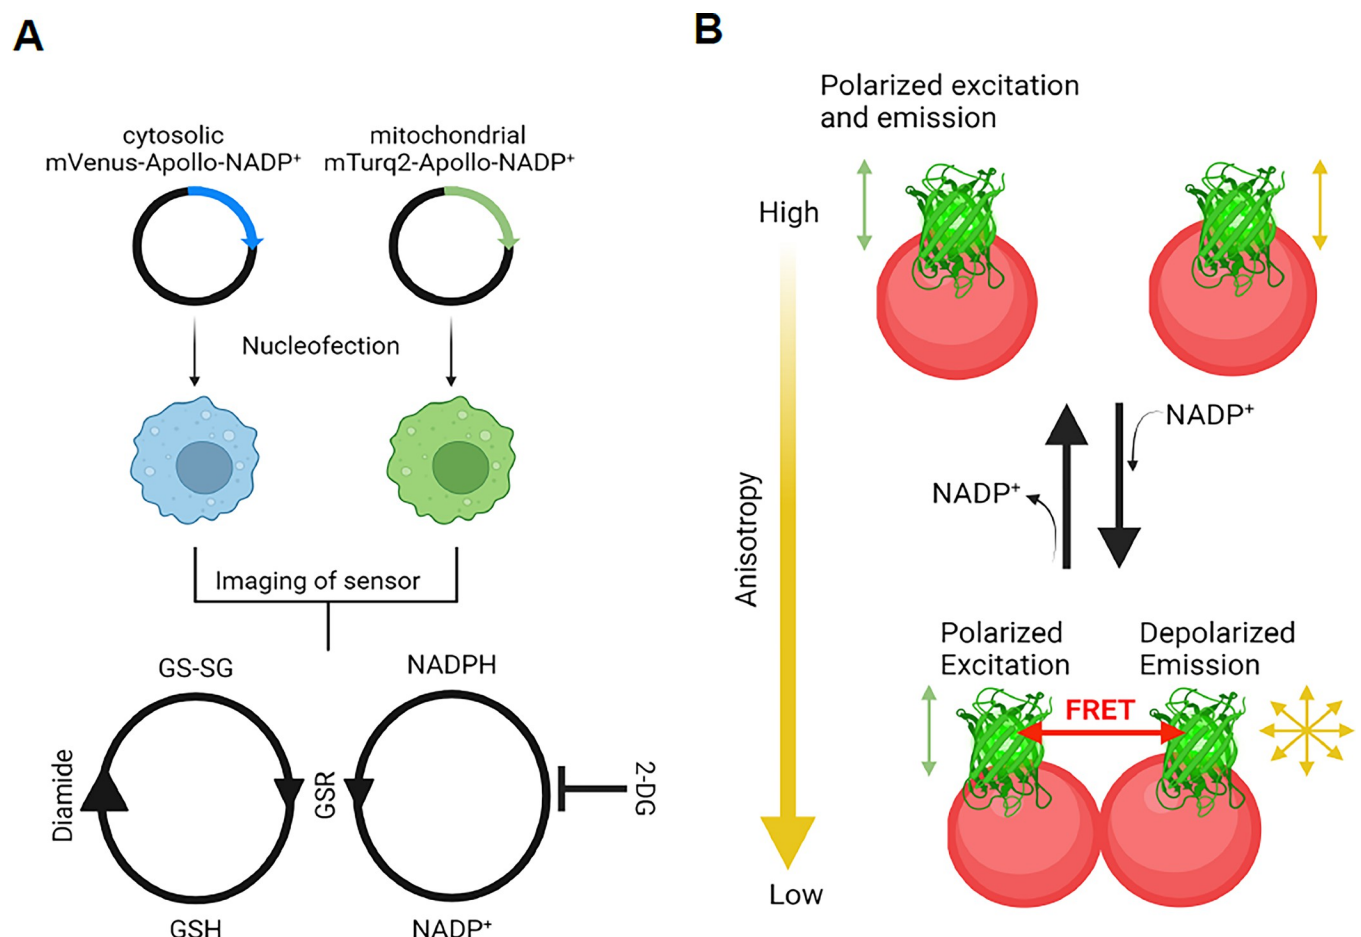 A
cytosolic
mVenus-Apollo-NADP⁺
mitochondrial
mTurq2-Apollo-NADP⁺
Nucleofection
Imaging of sensor
GS-SG
NADPH
Diamide
GSR
2-DG
GSH
NADP⁺
B
Polarized excitation
and emission
High
NADP⁺
NADP⁺
Anisotropy
Polarized
Excitation
Depolarized
Emission
FRET
Low